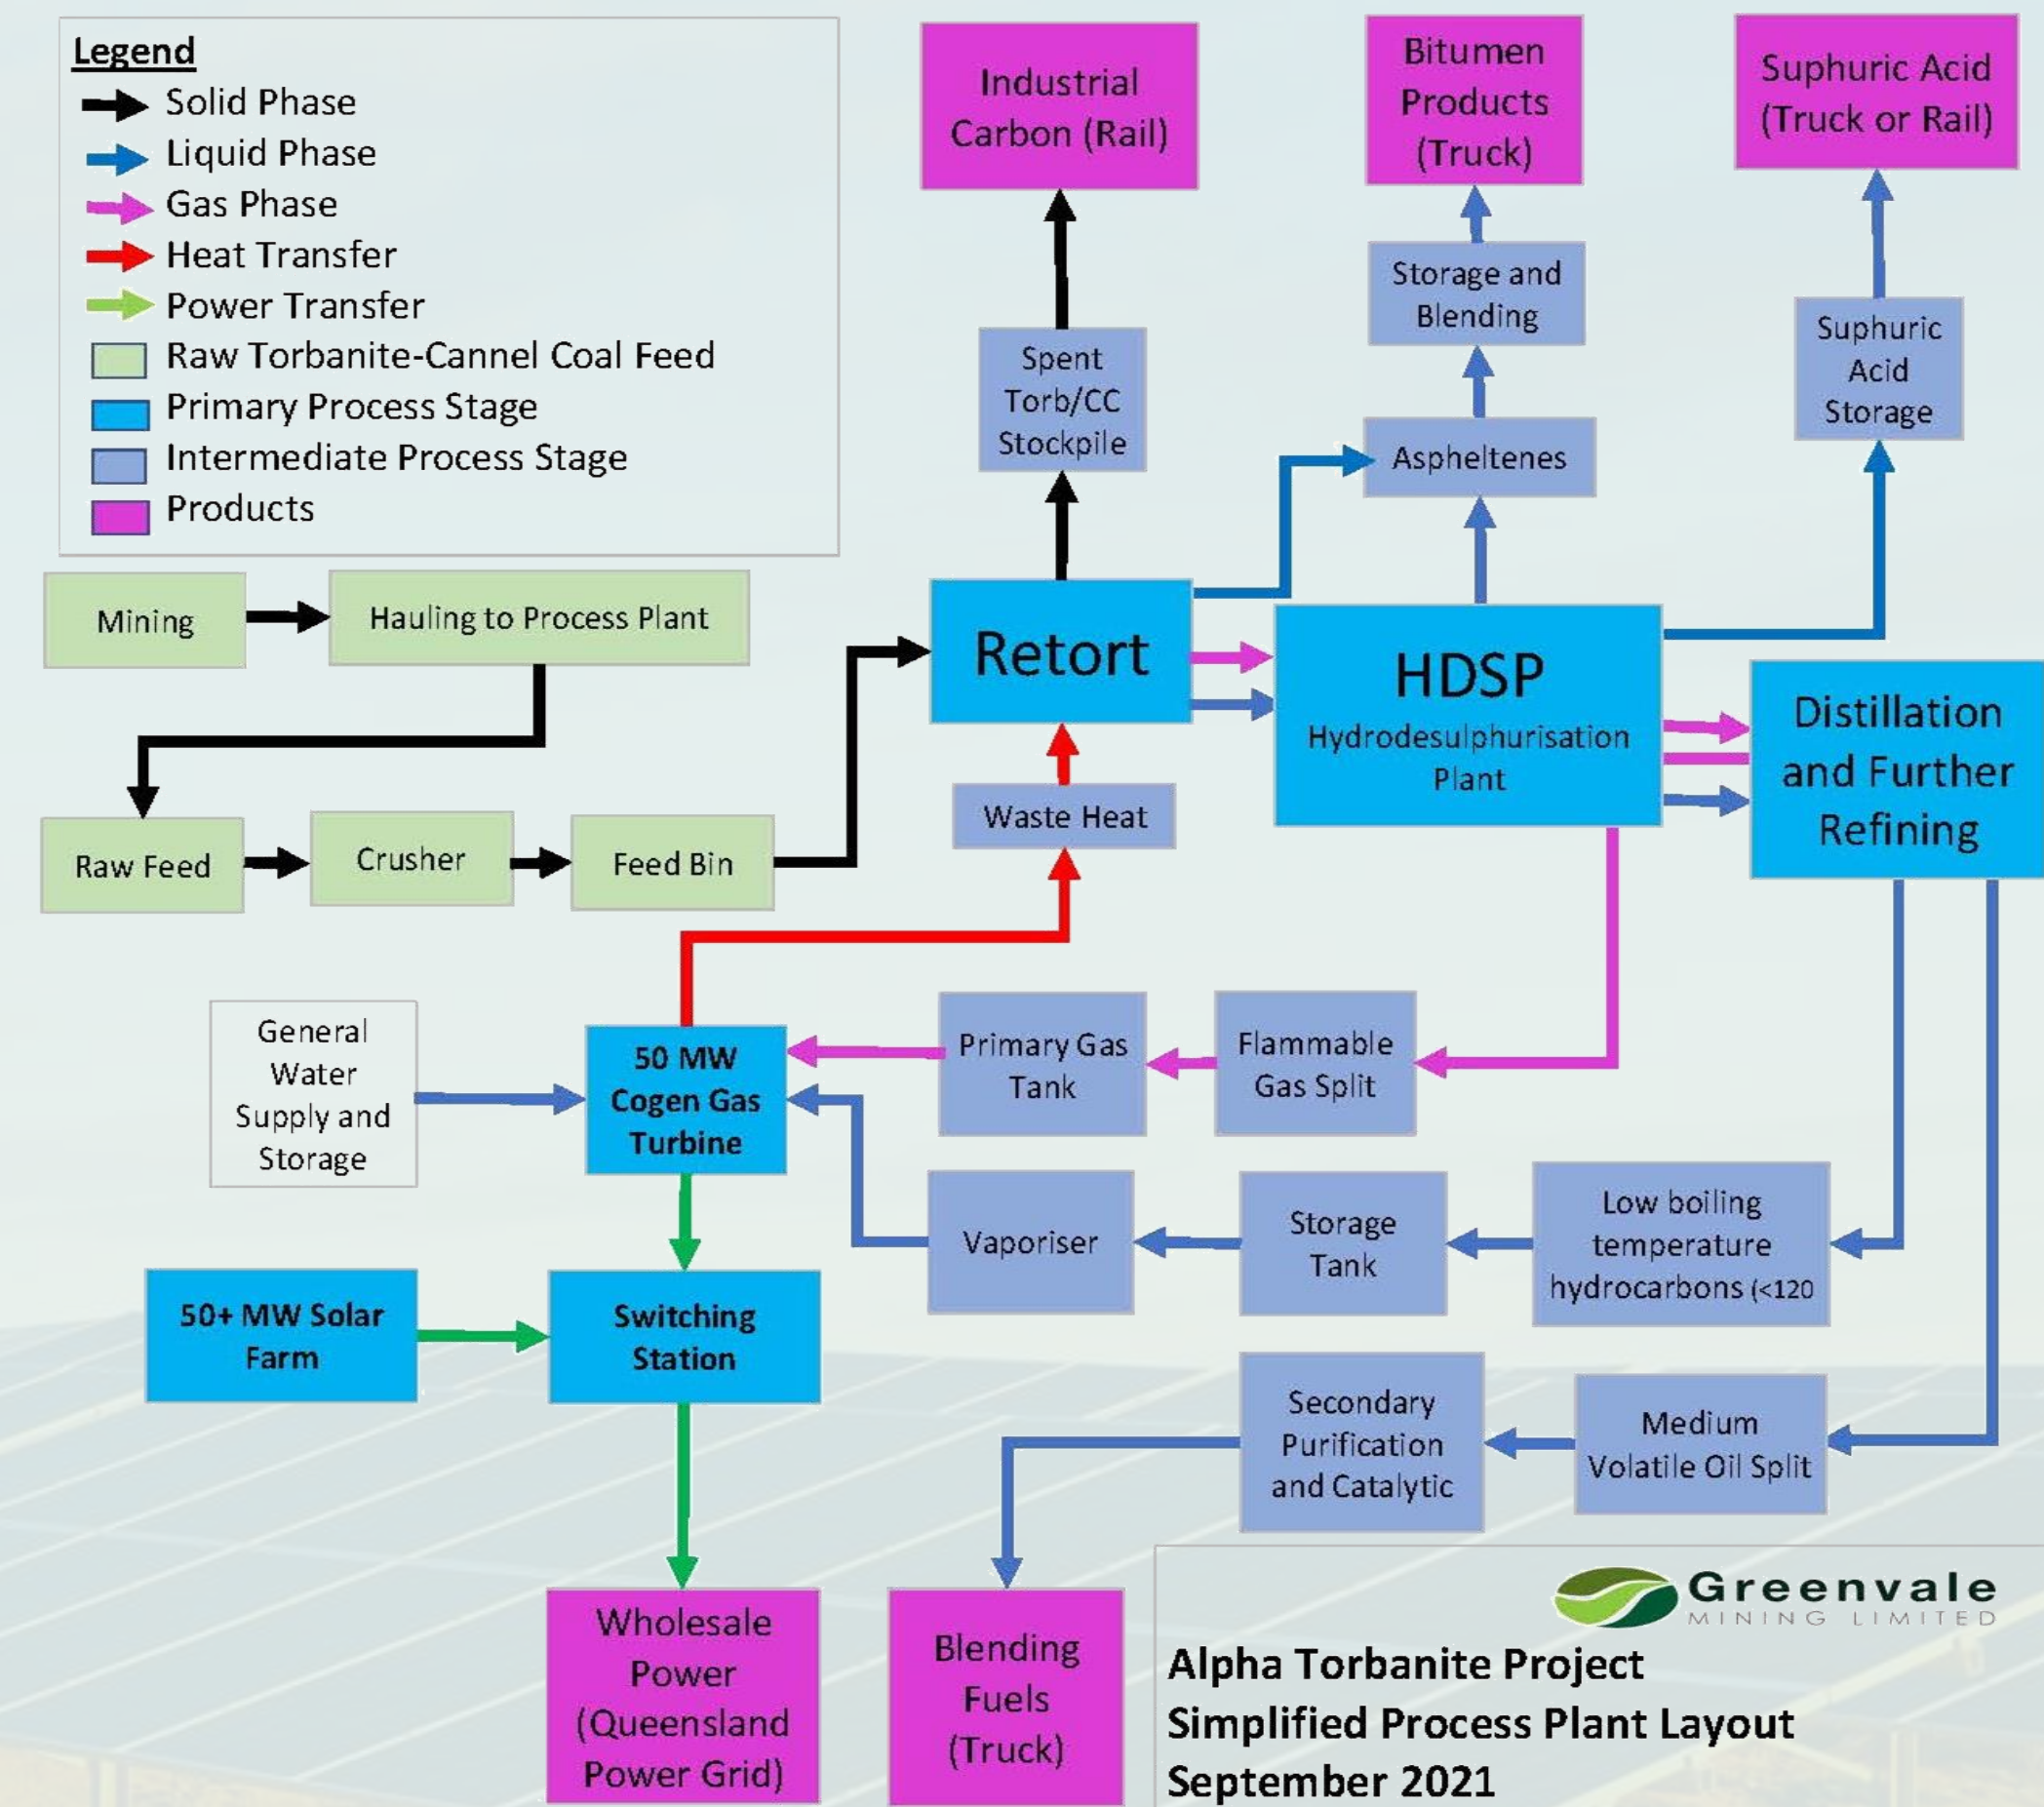 Legend
Solid Phase
Liquid Phase
Gas Phase
Heat Transfer
Power Transfer
Raw Torbanite-Cannel Coal Feed
Primary Process Stage
Intermediate Process Stage
Products
Industrial
Carbon (Rail)
Bitumen
Products
(Truck)
Suphuric Acid
(Truck or Rail)
Storage and
Blending
Suphuric
Acid
Storage
Spent
Torb/CC
Stockpile
Aspheltenes
Mining
Hauling to Process Plant
Retort
HDSP
Hydrodesulphurisation
Plant
Distillation
and Further
Refining
Waste Heat
Raw Feed
Crusher
Feed Bin
General
Water
Supply and
Storage
50 MW
Cogen Gas
Turbine
Primary Gas
Tank
Flammable
Gas Split
Vaporiser
Storage
Tank
Low boiling
temperature
hydrocarbons (<120
50+ MW Solar
Farm
Switching
Station
Secondary
Purification
and Catalytic
Medium
Volatile Oil Split
Wholesale
Power
(Queensland
Power Grid)
Blending
Fuels
(Truck)
Greenvale
MINING LIMITED
Alpha Torbanite Project
Simplified Process Plant Layout
September 2021